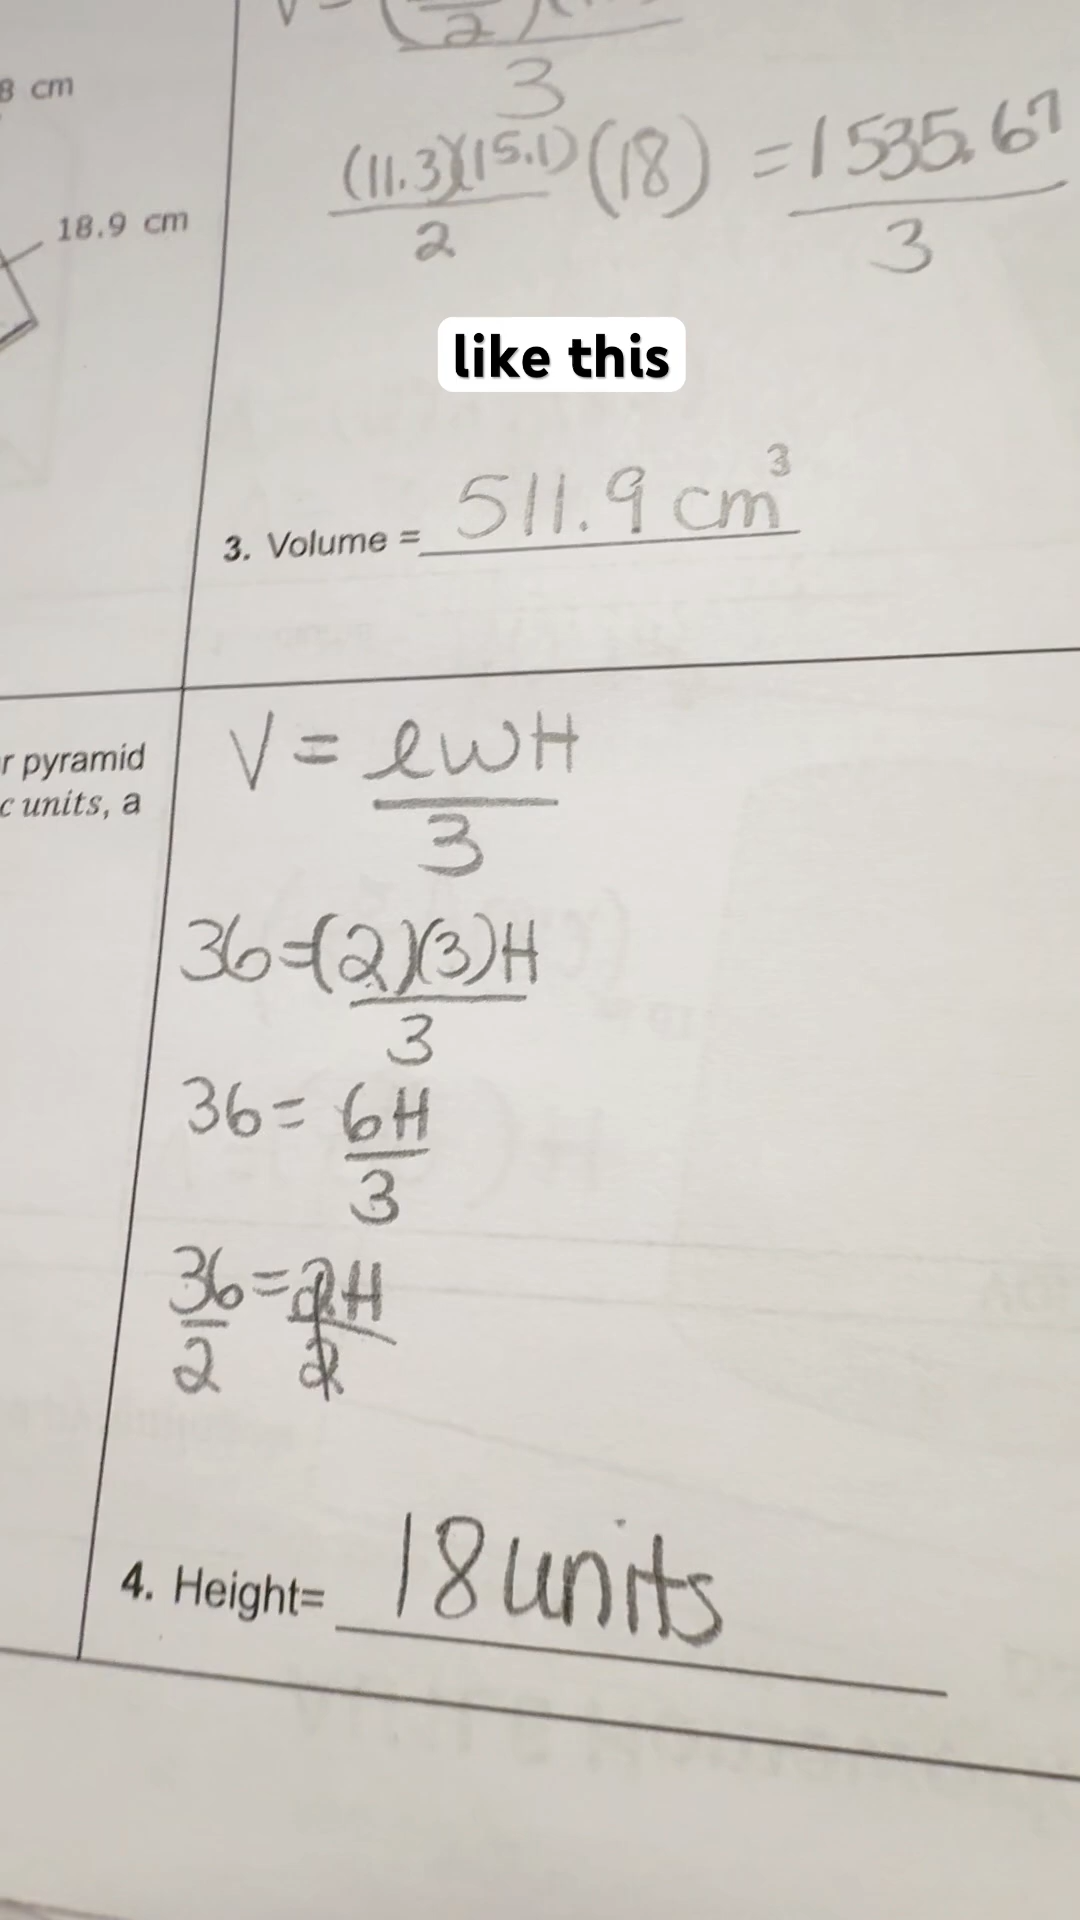 8 cm
18.9 cm
2
3
(11.3)(15.1)(18) = 1535.67
2
3
like this
3. Volume = 511.9 cm³
r pyramid
c units, a
V = lwH
3
36=(2)(3)H
3
36= 6H
3
36=2H
2 2
4. Height= 18units